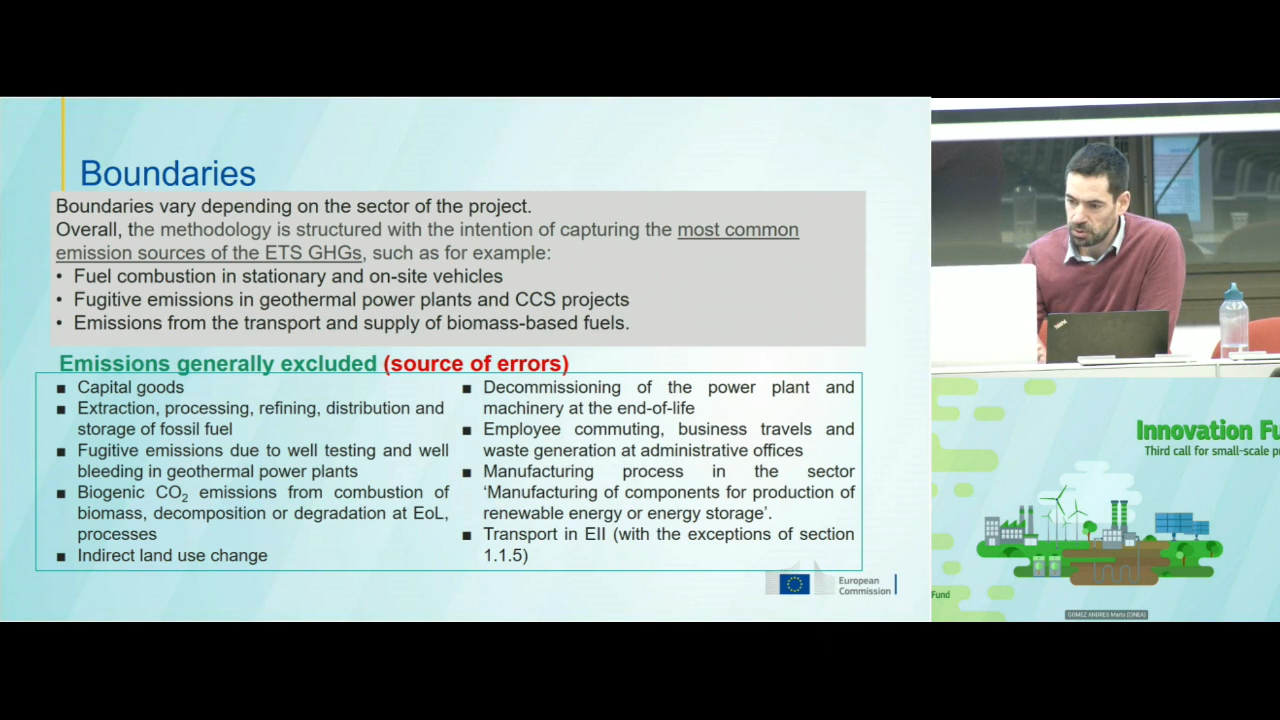 Boundaries
Boundaries vary depending on the sector of the project.
Overall, the methodology is structured with the intention of capturing the most common
emission sources of the ETS GHGs, such as for example:
• Fuel combustion in stationary and on-site vehicles
• Fugitive emissions in geothermal power plants and CCS projects
• Emissions from the transport and supply of biomass-based fuels.
Emissions generally excluded (source of errors)
■ Capital goods
■ Extraction, processing, refining, distribution and
storage of fossil fuel
■ Fugitive emissions due to well testing and well
bleeding in geothermal power plants
■ Biogenic CO2 emissions from combustion of
biomass, decomposition or degradation at EoL,
processes
■ Indirect land use change
■ Decommissioning of the power plant and
machinery at the end-of-life
■ Employee commuting, business travels and
waste generation at administrative offices
■ Manufacturing process in the sector
‘Manufacturing of components for production of
renewable energy or energy storage’.
■ Transport in EII (with the exceptions of section
1.1.5)
European
Commission
Innovation Fu
Third call for small-scale p
Fund
GOMEZ ANDRES Marta (CINEA)